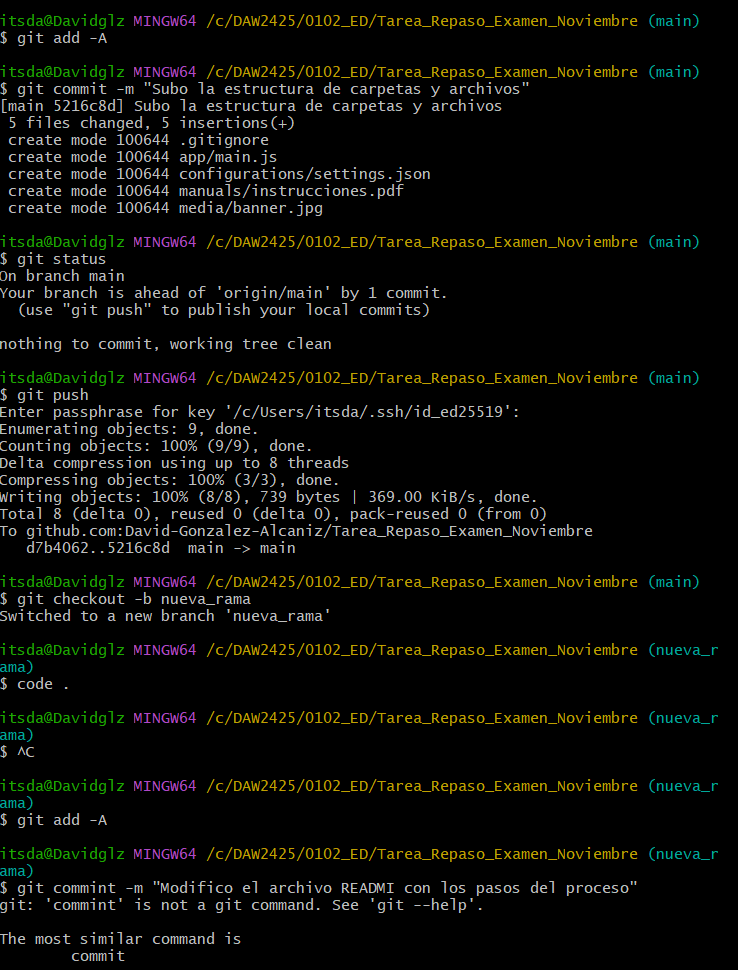 itsda@Davidglz MINGW64 /c/DAW2425/0102_ED/Tarea_Repaso_Examen_Noviembre (main)
$ git add -A
itsda@Davidglz MINGW64 /c/DAW2425/0102_ED/Tarea_Repaso_Examen_Noviembre (main)
$ git commit -m "Subo la estructura de carpetas y archivos"
[main 5216c8d] Subo la estructura de carpetas y archivos
 5 files changed, 5 insertions(+)
 create mode 100644 .gitignore
 create mode 100644 app/main.js
 create mode 100644 configurations/settings.json
 create mode 100644 manuals/instrucciones.pdf
 create mode 100644 media/banner.jpg
itsda@Davidglz MINGW64 /c/DAW2425/0102_ED/Tarea_Repaso_Examen_Noviembre (main)
$ git status
On branch main
Your branch is ahead of 'origin/main' by 1 commit.
  (use "git push" to publish your local commits)
nothing to commit, working tree clean
itsda@Davidglz MINGW64 /c/DAW2425/0102_ED/Tarea_Repaso_Examen_Noviembre (main)
$ git push
Enter passphrase for key '/c/Users/itsda/.ssh/id_ed25519':
Enumerating objects: 9, done.
Counting objects: 100% (9/9), done.
Delta compression using up to 8 threads
Compressing objects: 100% (3/3), done.
Writing objects: 100% (8/8), 739 bytes | 369.00 KiB/s, done.
Total 8 (delta 0), reused 0 (delta 0), pack-reused 0 (from 0)
To github.com:David-Gonzalez-Alcaniz/Tarea_Repaso_Examen_Noviembre
   d7b4062..5216c8d  main -> main
itsda@Davidglz MINGW64 /c/DAW2425/0102_ED/Tarea_Repaso_Examen_Noviembre (main)
$ git checkout -b nueva_rama
Switched to a new branch 'nueva_rama'
itsda@Davidglz MINGW64 /c/DAW2425/0102_ED/Tarea_Repaso_Examen_Noviembre (nueva_r
ama)
$ code .
itsda@Davidglz MINGW64 /c/DAW2425/0102_ED/Tarea_Repaso_Examen_Noviembre (nueva_r
ama)
$ ^C
itsda@Davidglz MINGW64 /c/DAW2425/0102_ED/Tarea_Repaso_Examen_Noviembre (nueva_r
ama)
$ git add -A
itsda@Davidglz MINGW64 /c/DAW2425/0102_ED/Tarea_Repaso_Examen_Noviembre (nueva_r
ama)
$ git commint -m "Modifico el archivo READMI con los pasos del proceso"
git: 'commint' is not a git command. See 'git --help'.
The most similar command is
        commit